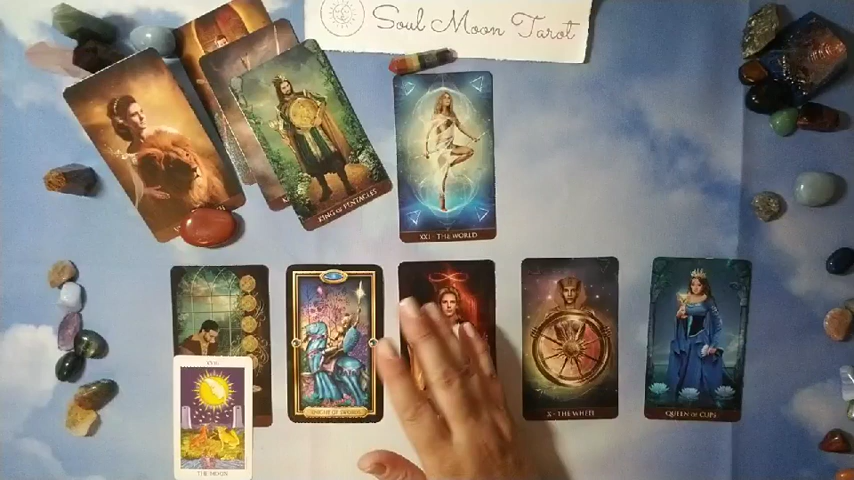 Soul Moon Tarot
KING OF PENTACLES
XXI - THE WORLD
KNIGHT OF SWORDS
X - THE WHEEL
QUEEN OF CUPS
XVIII
THE MOON